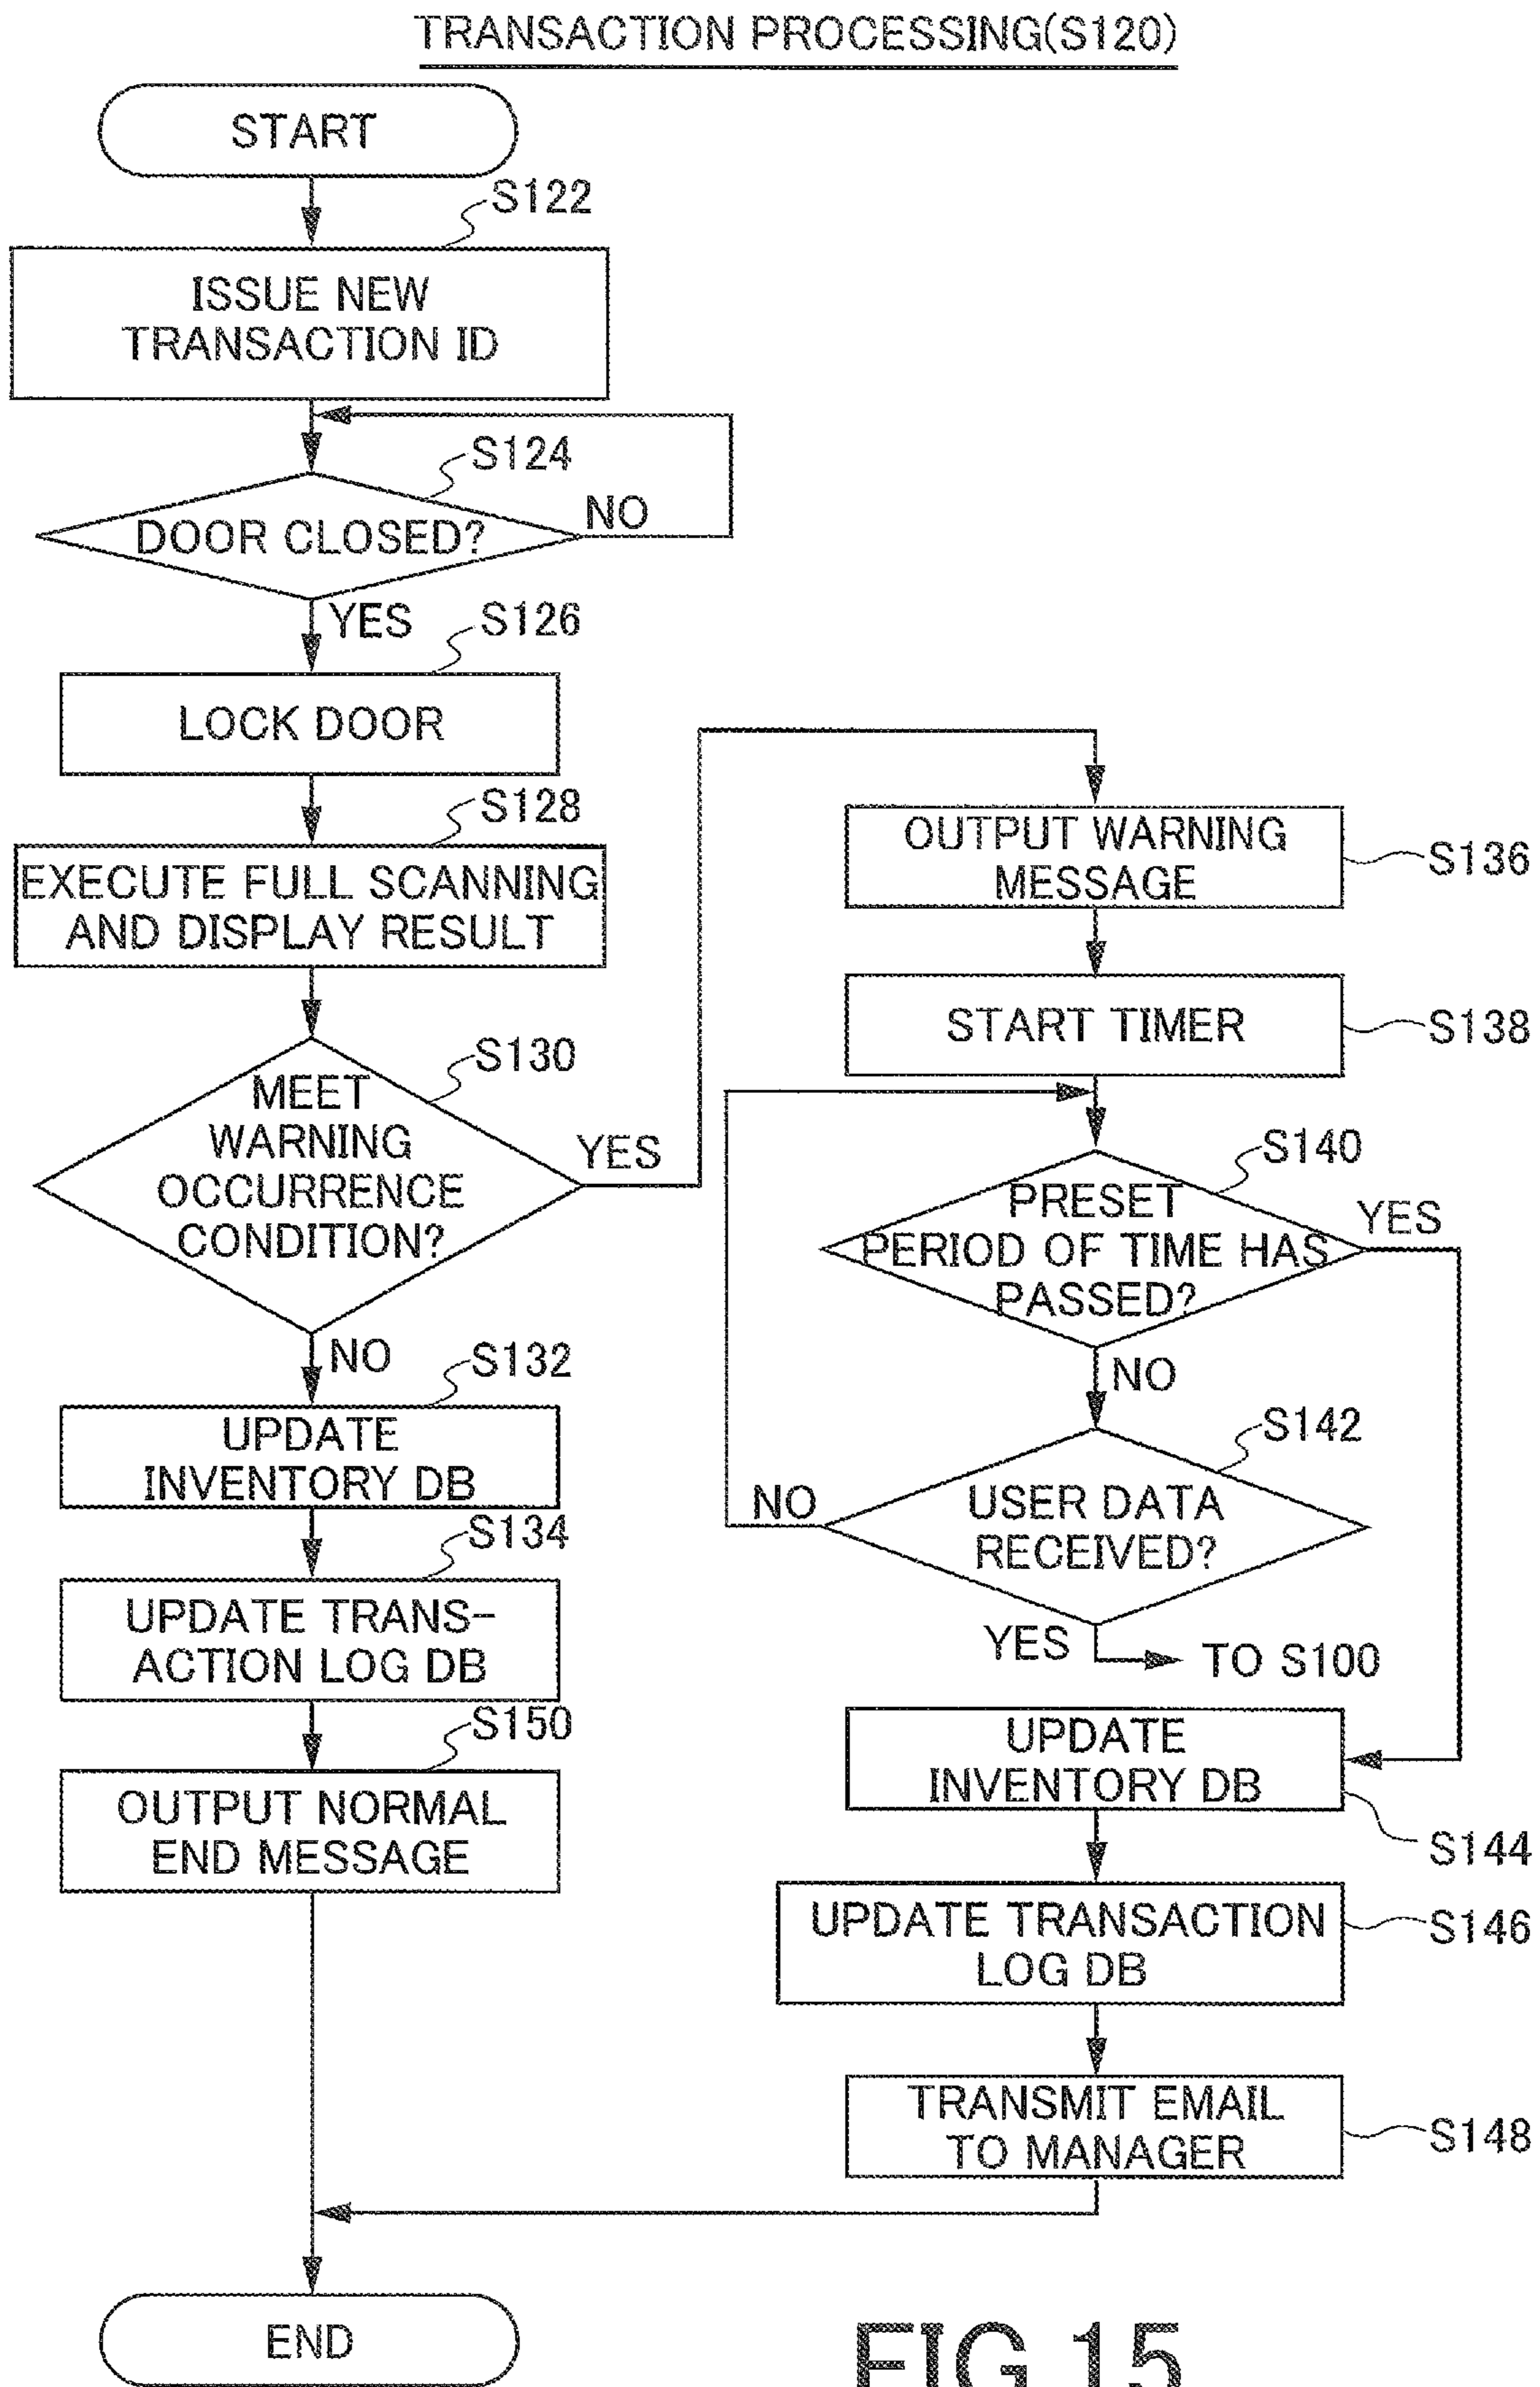 TRANSACTION PROCESSING(S120)
START
S122
ISSUE NEW
TRANSACTION ID
S124
DOOR CLOSED?
NO
YES
S126
LOCK DOOR
S128
EXECUTE FULL SCANNING
AND DISPLAY RESULT
S130
MEET
WARNING
OCCURRENCE
CONDITION?
YES
NO
S132
UPDATE
INVENTORY DB
S134
UPDATE TRANS-
ACTION LOG DB
S150
OUTPUT NORMAL
END MESSAGE
OUTPUT WARNING
MESSAGE
S136
START TIMER
S138
S140
PRESET
PERIOD OF TIME HAS
PASSED?
YES
NO
S142
USER DATA
RECEIVED?
NO
YES
TO S100
UPDATE
INVENTORY DB
S144
UPDATE TRANSACTION
LOG DB
S146
TRANSMIT EMAIL
TO MANAGER
S148
END
FIG.15